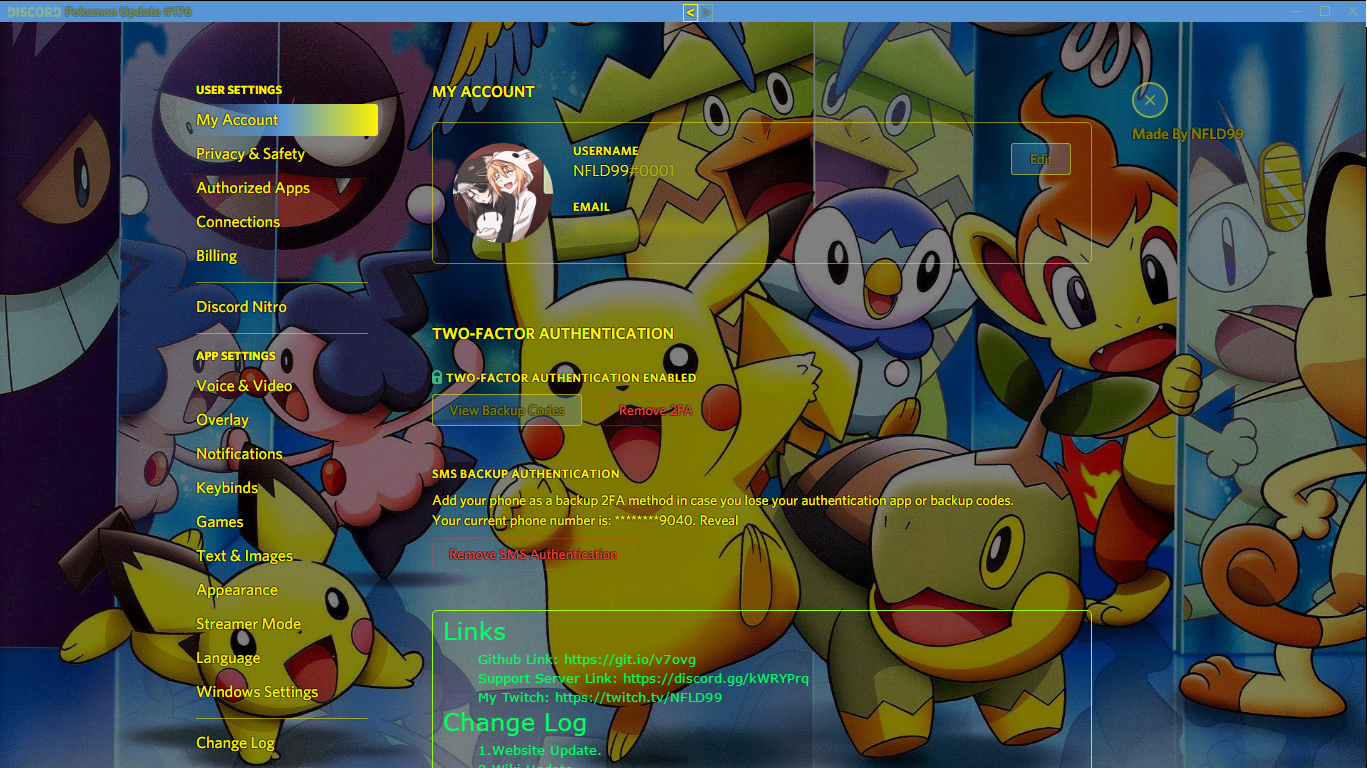 DISCORD Pokemon Update #176
< >
USER SETTINGS
My Account
Privacy & Safety
Authorized Apps
Connections
Billing
Discord Nitro
APP SETTINGS
Voice & Video
Overlay
Notifications
Keybinds
Games
Text & Images
Appearance
Streamer Mode
Language
Windows Settings
Change Log
MY ACCOUNT
USERNAME
NFLD99#0001
EMAIL
Edit
TWO-FACTOR AUTHENTICATION
TWO-FACTOR AUTHENTICATION ENABLED
View Backup Codes
Remove 2FA
SMS BACKUP AUTHENTICATION
Add your phone as a backup 2FA method in case you lose your authentication app or backup codes.
Your current phone number is: ********9040. Reveal
Remove SMS Authentication
Links
Github Link: https://git.io/v7ovg
Support Server Link: https://discord.gg/kWRYPrq
My Twitch: https://twitch.tv/NFLD99
Change Log
1.Website Update.
2.Wiki Update
Made By NFLD99